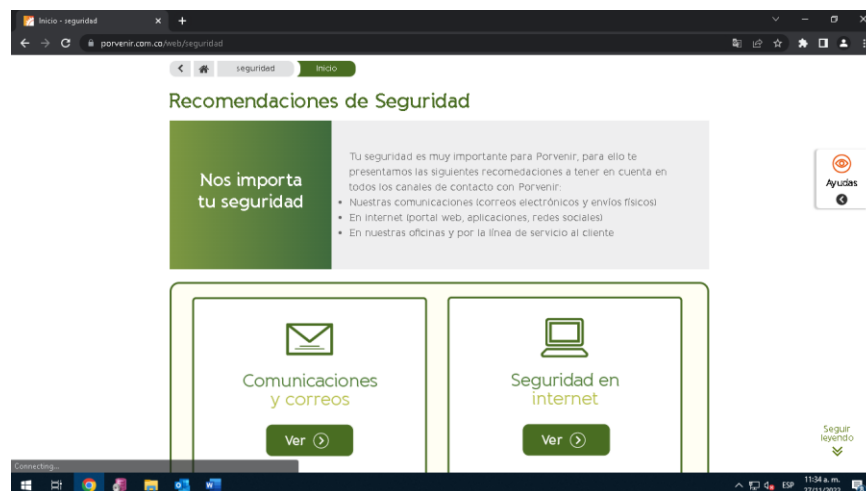 Inicio - seguridad
porvenir.com.co/web/seguridad
seguridad
Inicio
Recomendaciones de Seguridad
Nos importa
tu seguridad
Tu seguridad es muy importante para Porvenir, para ello te
presentamos las siguientes recomedaciones a tener en cuenta en
todos los canales de contacto con Porvenir:
• Nuestras comunicaciones (correos electrónicos y envíos físicos)
• En internet (portal web, aplicaciones, redes sociales)
• En nuestras oficinas y por la línea de servicio al cliente
Ayudas
Comunicaciones
y correos
Ver
Seguridad en
internet
Ver
Seguir
leyendo
Connecting...
ESP
11:34 a. m.
27/11/2022